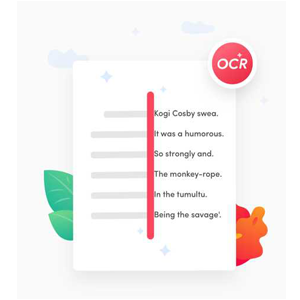 OCR
Kogi Cosby swea.
It was a humorous.
So strongly and.
The monkey-rope.
In the tumultu.
Being the savage'.